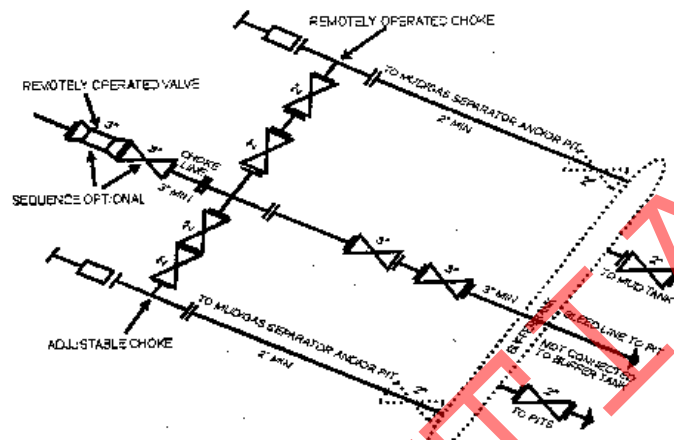 REMOTELY OPERATED CHOKE
REMOTELY OPERATED VALVE
TO MUD/GAS SEPARATOR AND/OR PIT
2" MIN
2"
3"
3"
CHOKE
LINE
3" MIN
SEQUENCE OPTIONAL
2"
3"
3"
3" MIN
2"
TO MUD TANK
BLEED LINE TO PIT
NOT CONNECTED
TO BUFFER TANK
TO MUD/GAS SEPARATOR AND/OR PIT
2" MIN
2"
ADJUSTABLE CHOKE
2"
TO PITS